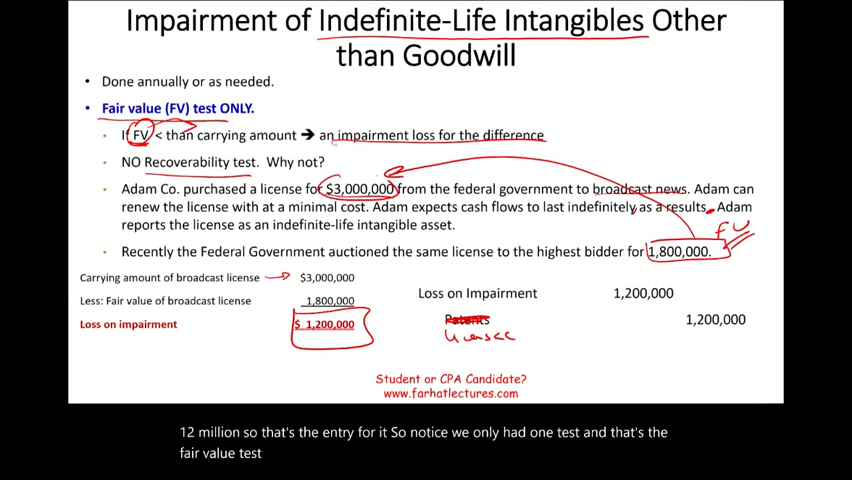 Impairment of Indefinite-Life Intangibles Other
than Goodwill
• Done annually or as needed.
• Fair value (FV) test ONLY.
• If FV < than carrying amount → an impairment loss for the difference
• NO Recoverability test. Why not?
• Adam Co. purchased a license for $3,000,000 from the federal government to broadcast news. Adam can
renew the license with at a minimal cost. Adam expects cash flows to last indefinitely as a results. Adam
reports the license as an indefinite-life intangible asset.
FV
• Recently the Federal Government auctioned the same license to the highest bidder for 1,800,000.
Carrying amount of broadcast license $3,000,000
Less: Fair value of broadcast license 1,800,000
Loss on impairment $ 1,200,000
Loss on Impairment 1,200,000
Patents 1,200,000
License
Student or CPA Candidate?
www.farhatlectures.com
12 million so that's the entry for it So notice we only had one test and that's the
fair value test